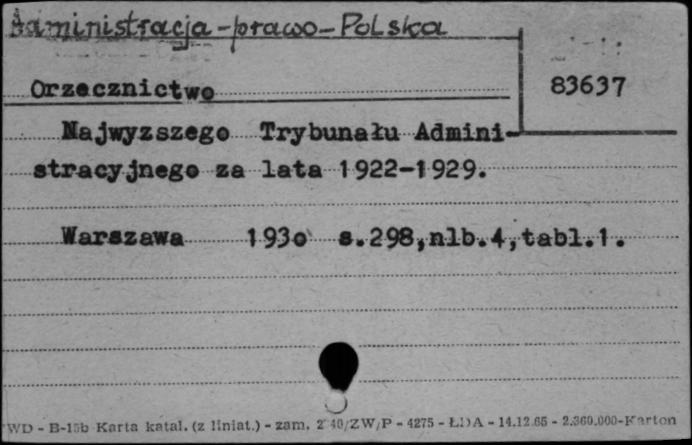 Administracja - prawo - Polska
83637
Orzecznictwo
Najwyzszego Trybunału Admini-
stracyjnego za lata 1922-1929.
Warszawa 1930 s.298,nlb.4,tabl.1.
WD - B-15b Karta katal. (z liniat.) - zam. 2 40/ZW/P - 4275 - ŁDA - 14.12.65 - 2.360.000-Karton